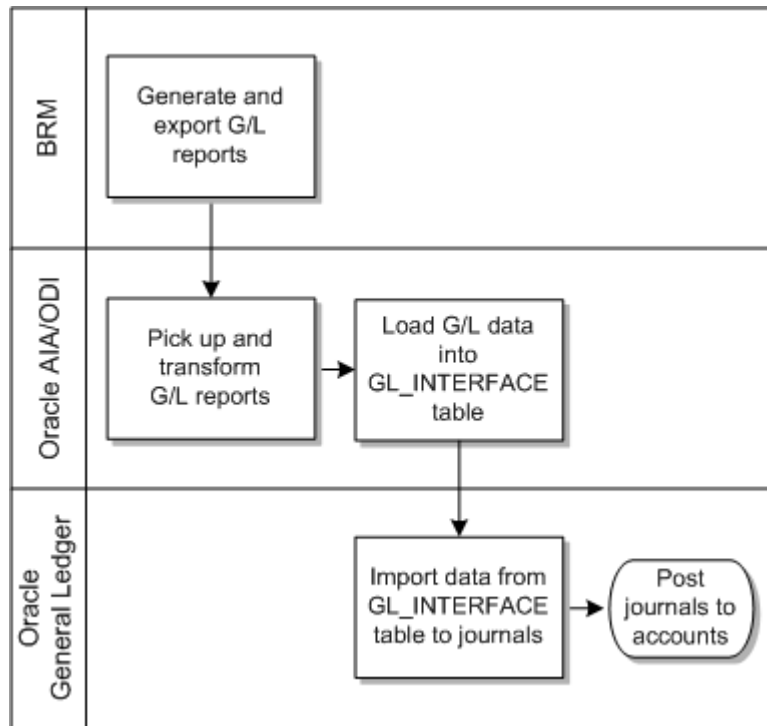 BRM
Generate and
export G/L
reports
Oracle AIA/ODI
Pick up and
transform
G/L reports
Load G/L data
into
GL_INTERFACE
table
Oracle
General Ledger
Import data from
GL_INTERFACE
table to journals
Post
journals to
accounts